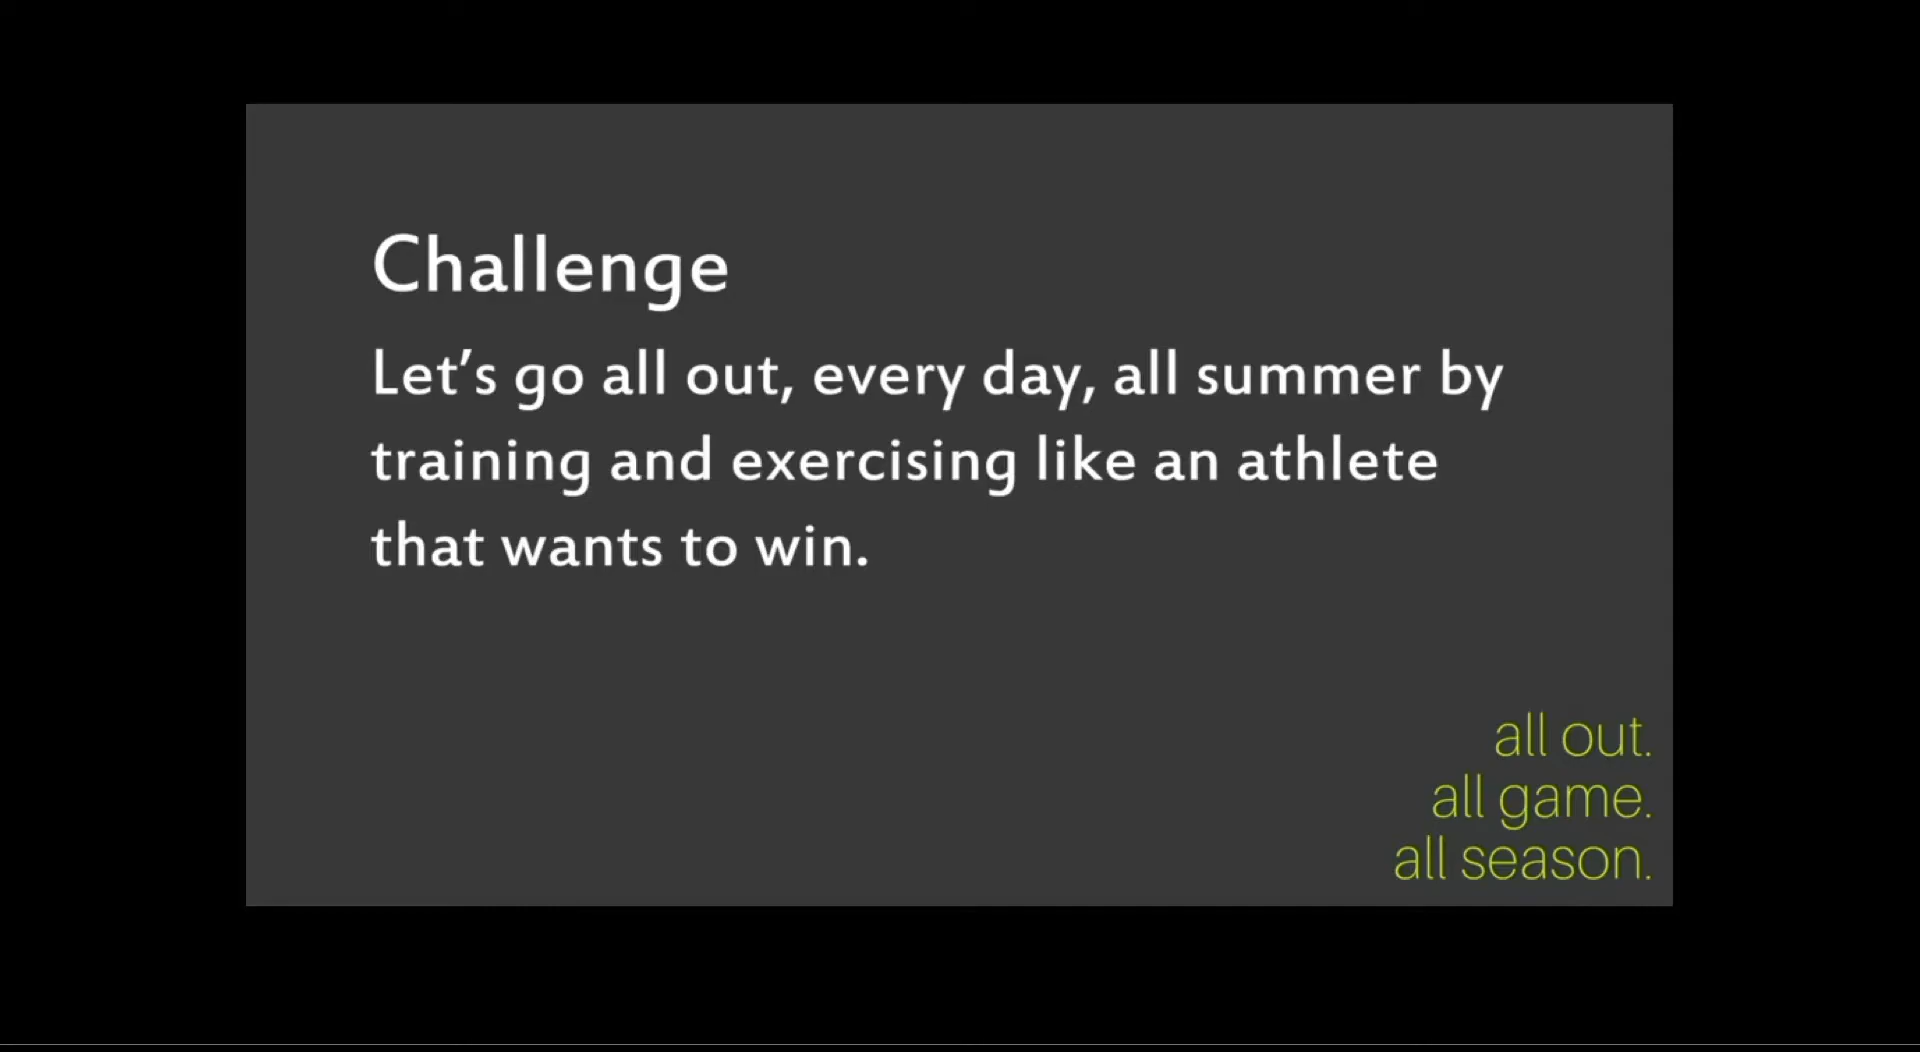 Challenge
Let’s go all out, every day, all summer by
training and exercising like an athlete
that wants to win.
all out.
all game.
all season.